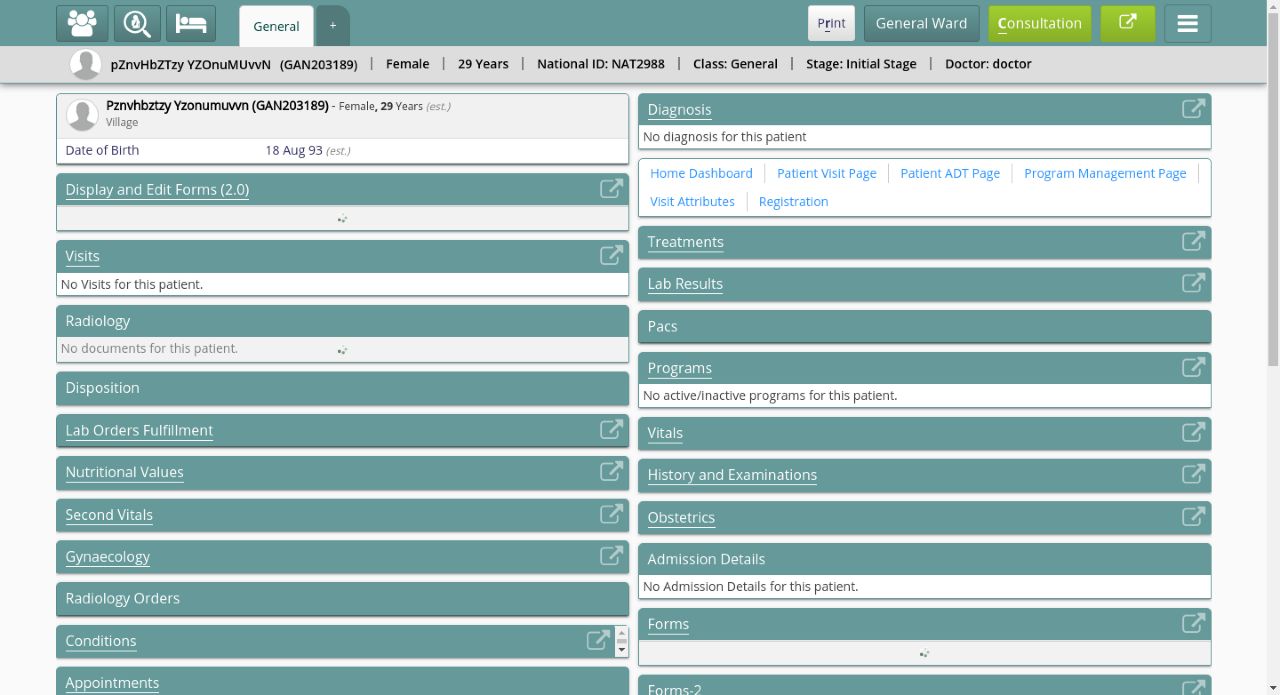 General
+
Print
General Ward
Consultation
pZnvHbZTzy YZOnuMUvvN (GAN203189) | Female | 29 Years | National ID: NAT2988 | Class: General | Stage: Initial Stage | Doctor: doctor
Pznvhbztzy Yzonumuvvn (GAN203189) - Female, 29 Years (est.)
Village
Date of Birth 18 Aug 93 (est.)
Display and Edit Forms (2.0)
Visits
No Visits for this patient.
Radiology
No documents for this patient.
Disposition
Lab Orders Fulfillment
Nutritional Values
Second Vitals
Gynaecology
Radiology Orders
Conditions
Appointments
Diagnosis
No diagnosis for this patient
Home Dashboard | Patient Visit Page | Patient ADT Page | Program Management Page |
Visit Attributes | Registration
Treatments
Lab Results
Pacs
Programs
No active/inactive programs for this patient.
Vitals
History and Examinations
Obstetrics
Admission Details
No Admission Details for this patient.
Forms
Forms-2